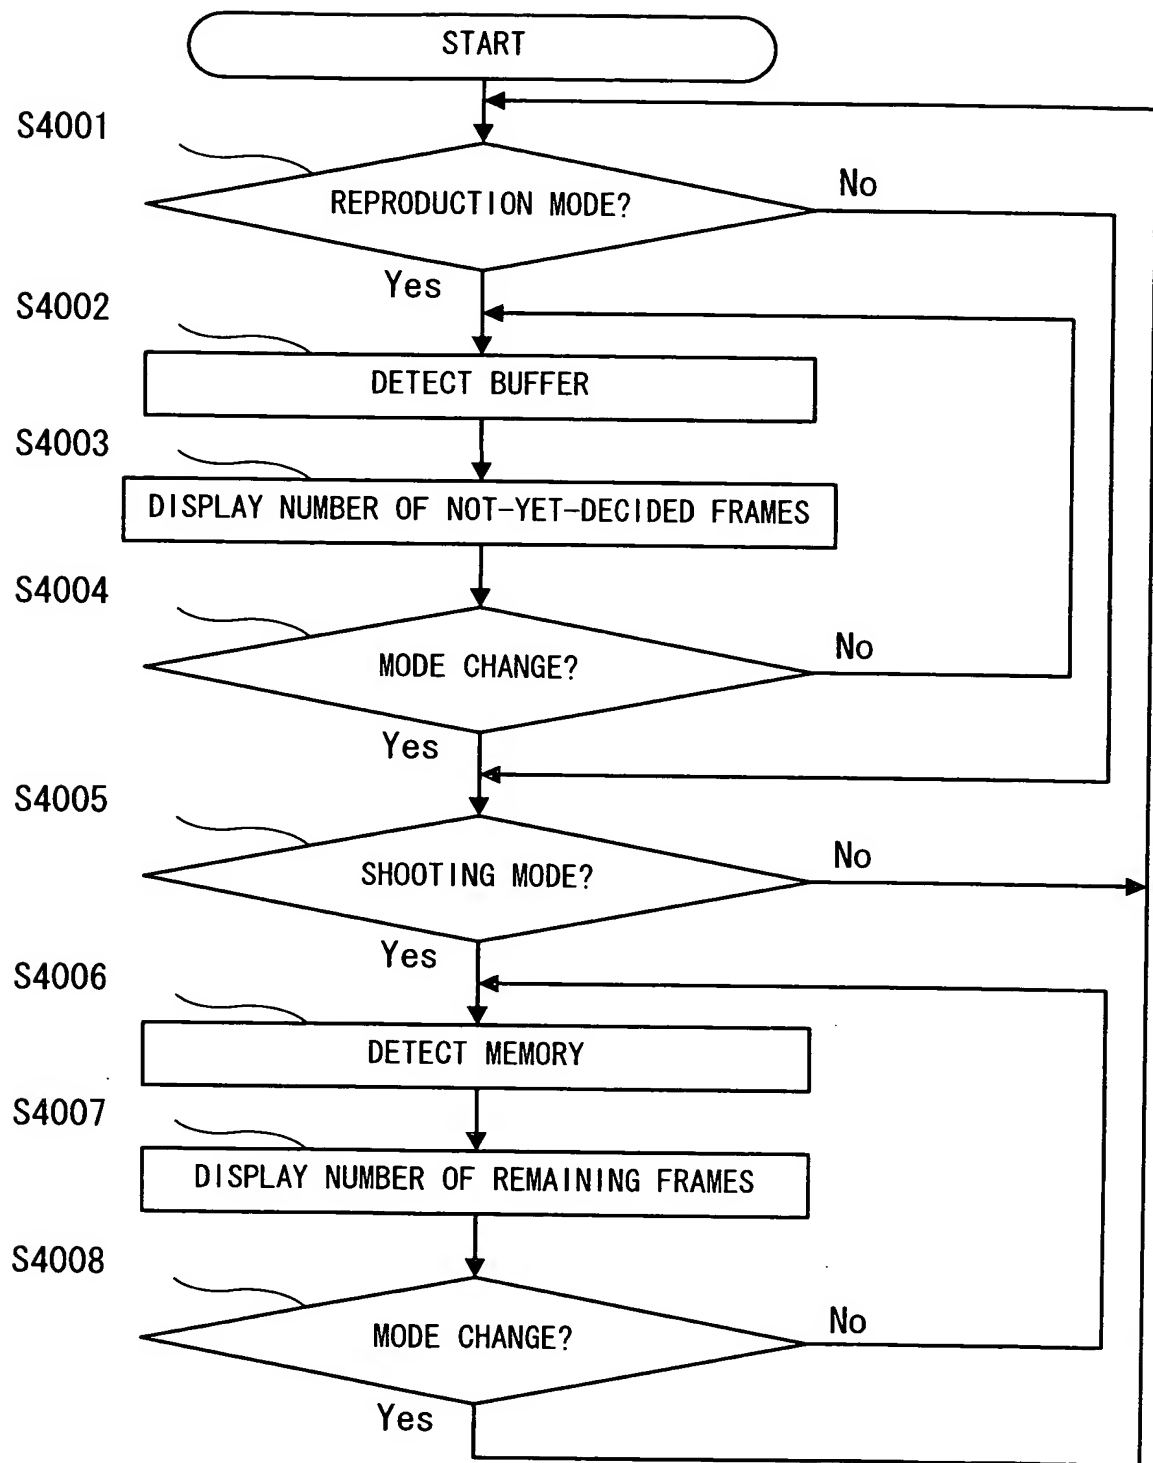 START
S4001
REPRODUCTION MODE?
No
Yes
S4002
DETECT BUFFER
S4003
DISPLAY NUMBER OF NOT-YET-DECIDED FRAMES
S4004
MODE CHANGE?
No
Yes
S4005
SHOOTING MODE?
No
Yes
S4006
DETECT MEMORY
S4007
DISPLAY NUMBER OF REMAINING FRAMES
S4008
MODE CHANGE?
No
Yes